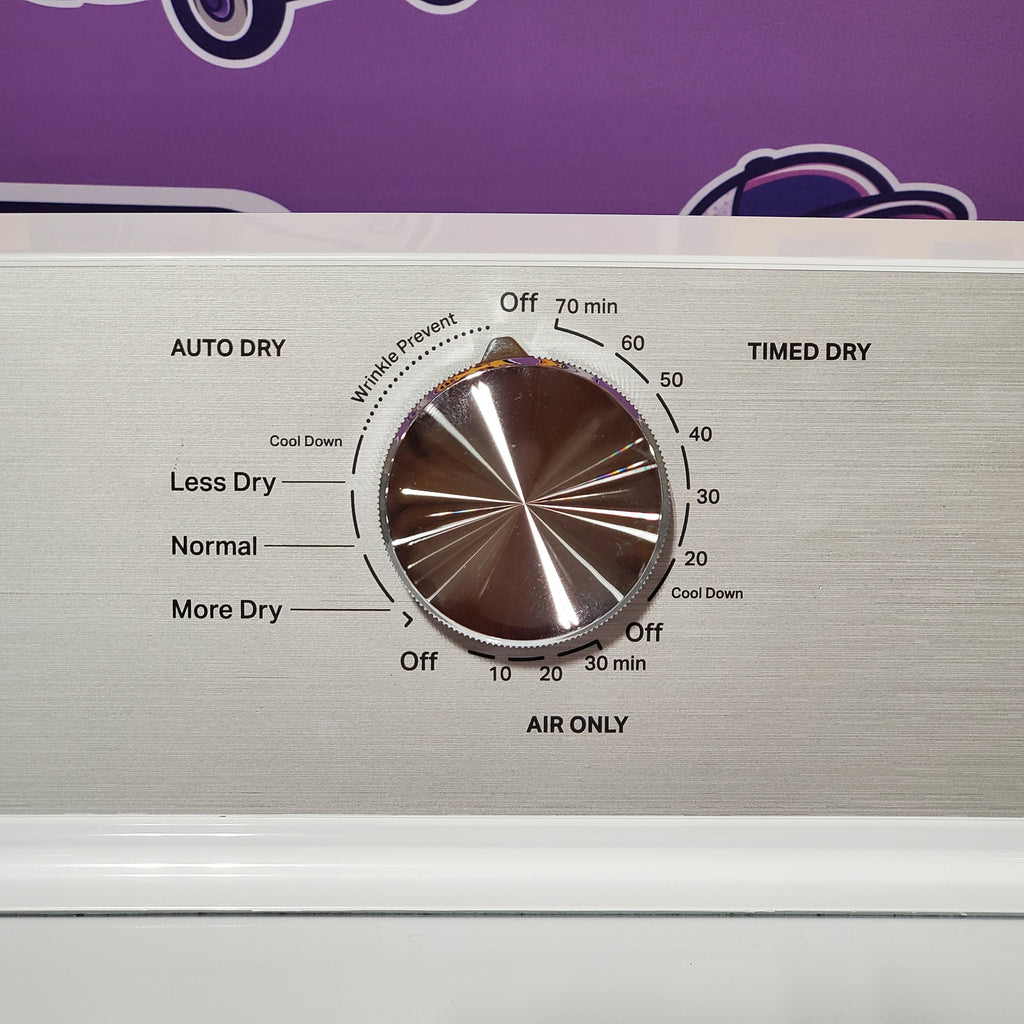 Off
70 min
60
50
40
30
20
Cool Down
Off
30 min
20
10
AIR ONLY
TIMED DRY
AUTO DRY
Wrinkle Prevent
Cool Down
Less Dry
Normal
More Dry
Off